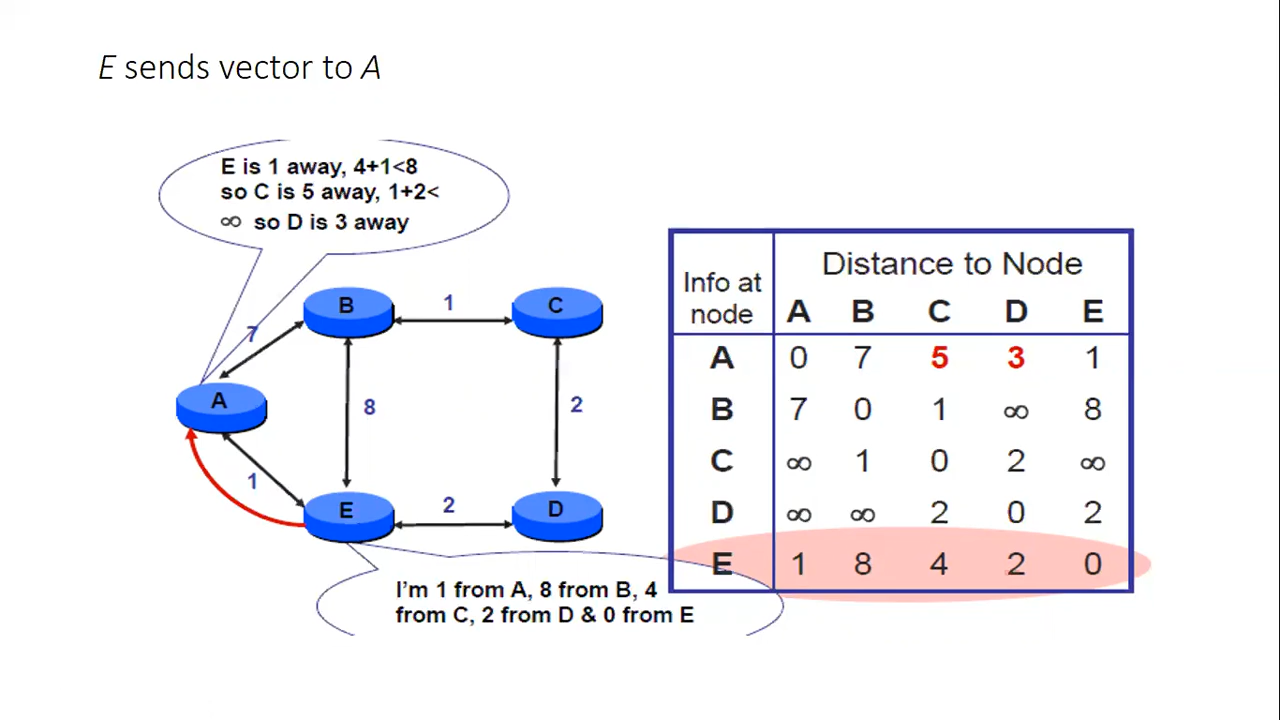 E sends vector to A
E is 1 away, 4+1<8
so C is 5 away, 1+2<
∞ so D is 3 away
B
1
C
7
A
8
2
1
E
2
D
I'm 1 from A, 8 from B, 4
from C, 2 from D & 0 from E
Info at
node
Distance to Node
A B C D E
A 0 7 5 3 1
B 7 0 1 ∞ 8
C ∞ 1 0 2 ∞
D ∞ ∞ 2 0 2
E 1 8 4 2 0